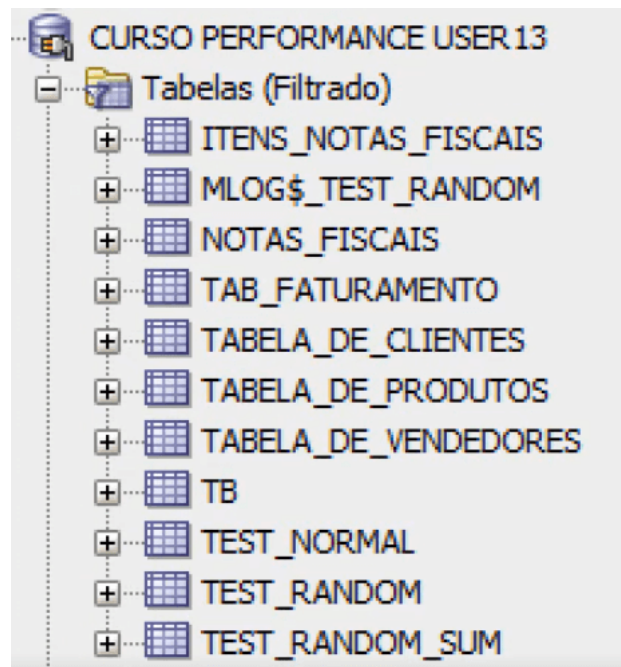 CURSO PERFORMANCE USER13
Tabelas (Filtrado)
ITENS_NOTAS_FISCAIS
MLOG$_TEST_RANDOM
NOTAS_FISCAIS
TAB_FATURAMENTO
TABELA_DE_CLIENTES
TABELA_DE_PRODUTOS
TABELA_DE_VENDEDORES
TB
TEST_NORMAL
TEST_RANDOM
TEST_RANDOM_SUM